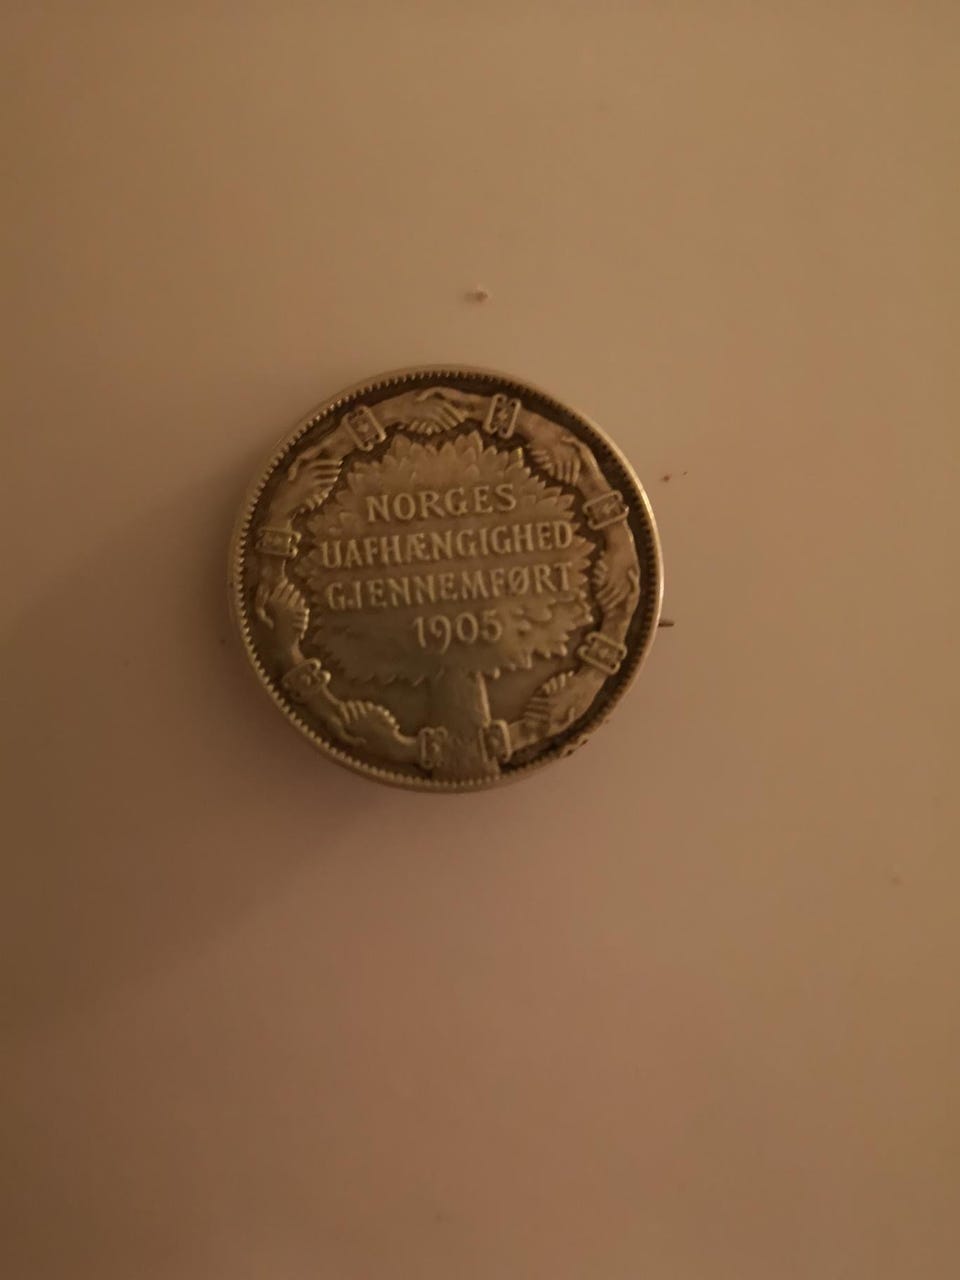 NORGES
UAFHÆNGIGHED
GJENNEMFØRT
1905